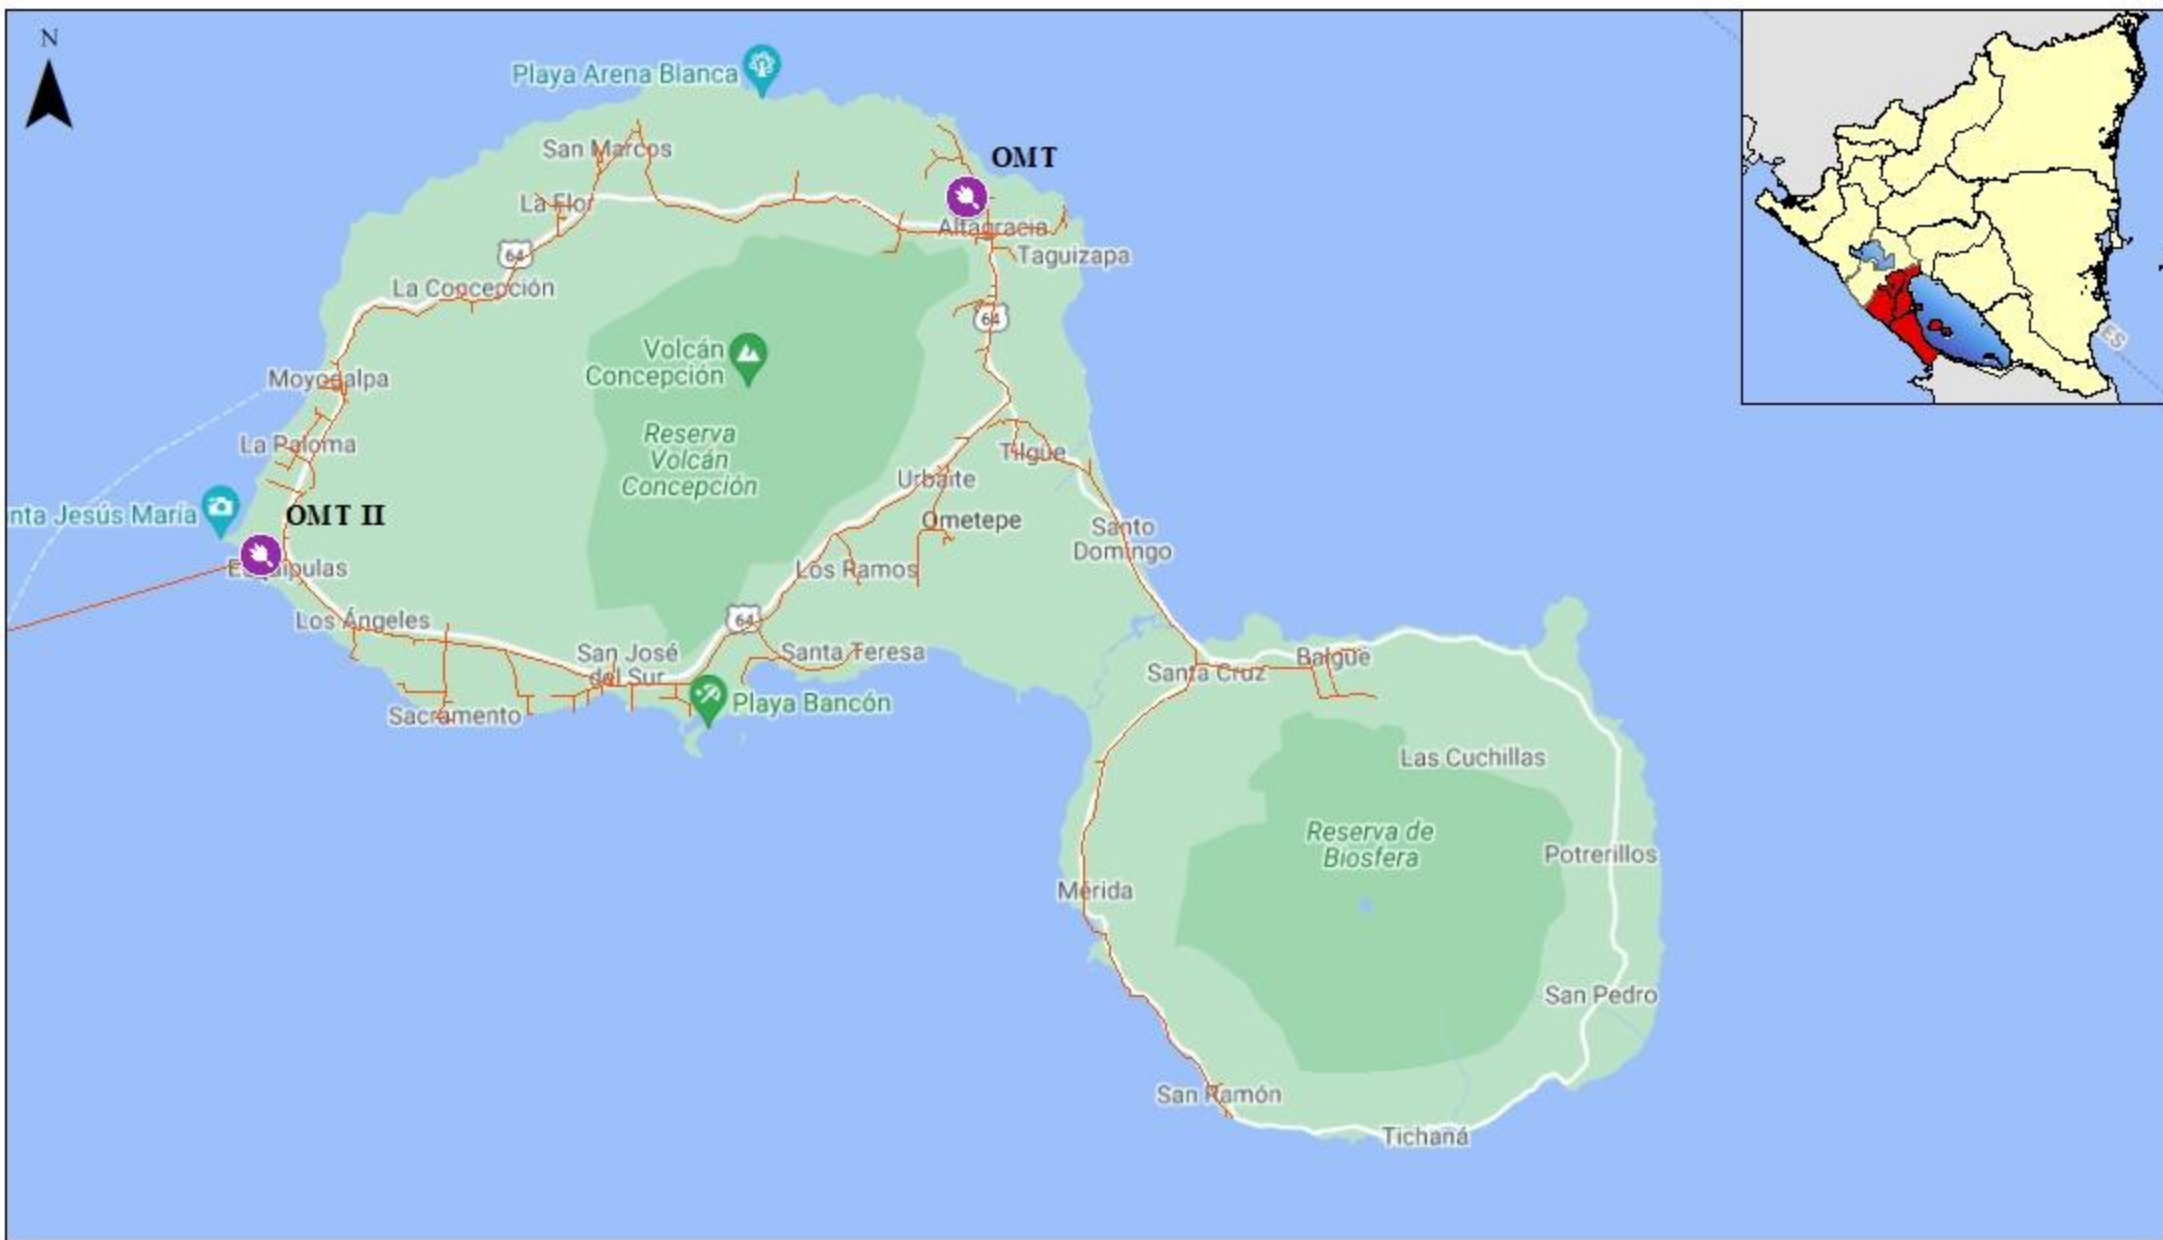 N
Playa Arena Blanca
San Marcos
OMT
La Flor
Altagracia
64
Taguizapa
La Concepción
64
Volcán
Concepción
Moyogalpa
Reserva
Volcán
Concepción
La Paloma
Tilgüe
Urbaite
nta Jesús María
OMT II
Ometepe
Santo
Domingo
Esquipulas
Los Ramos
Los Ángeles
64
San José
del Sur
Santa Teresa
Santa Cruz
Balgüe
Playa Bancón
Sacramento
Las Cuchillas
Reserva de
Biosfera
Potrerillos
Mérida
San Pedro
San Ramón
Tichaná
ES